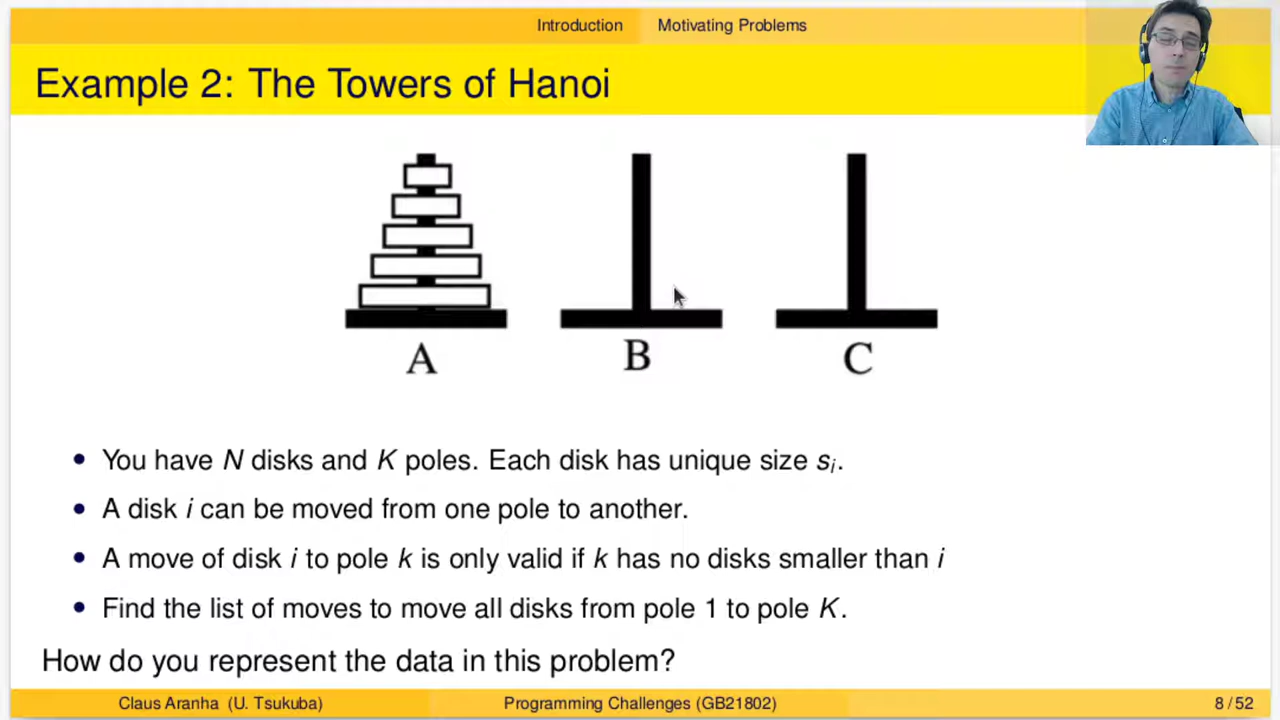 Introduction Motivating Problems
Example 2: The Towers of Hanoi
A B C
• You have N disks and K poles. Each disk has unique size sᵢ.
• A disk i can be moved from one pole to another.
• A move of disk i to pole k is only valid if k has no disks smaller than i
• Find the list of moves to move all disks from pole 1 to pole K.
How do you represent the data in this problem?
Claus Aranha (U. Tsukuba) Programming Challenges (GB21802) 8 / 52